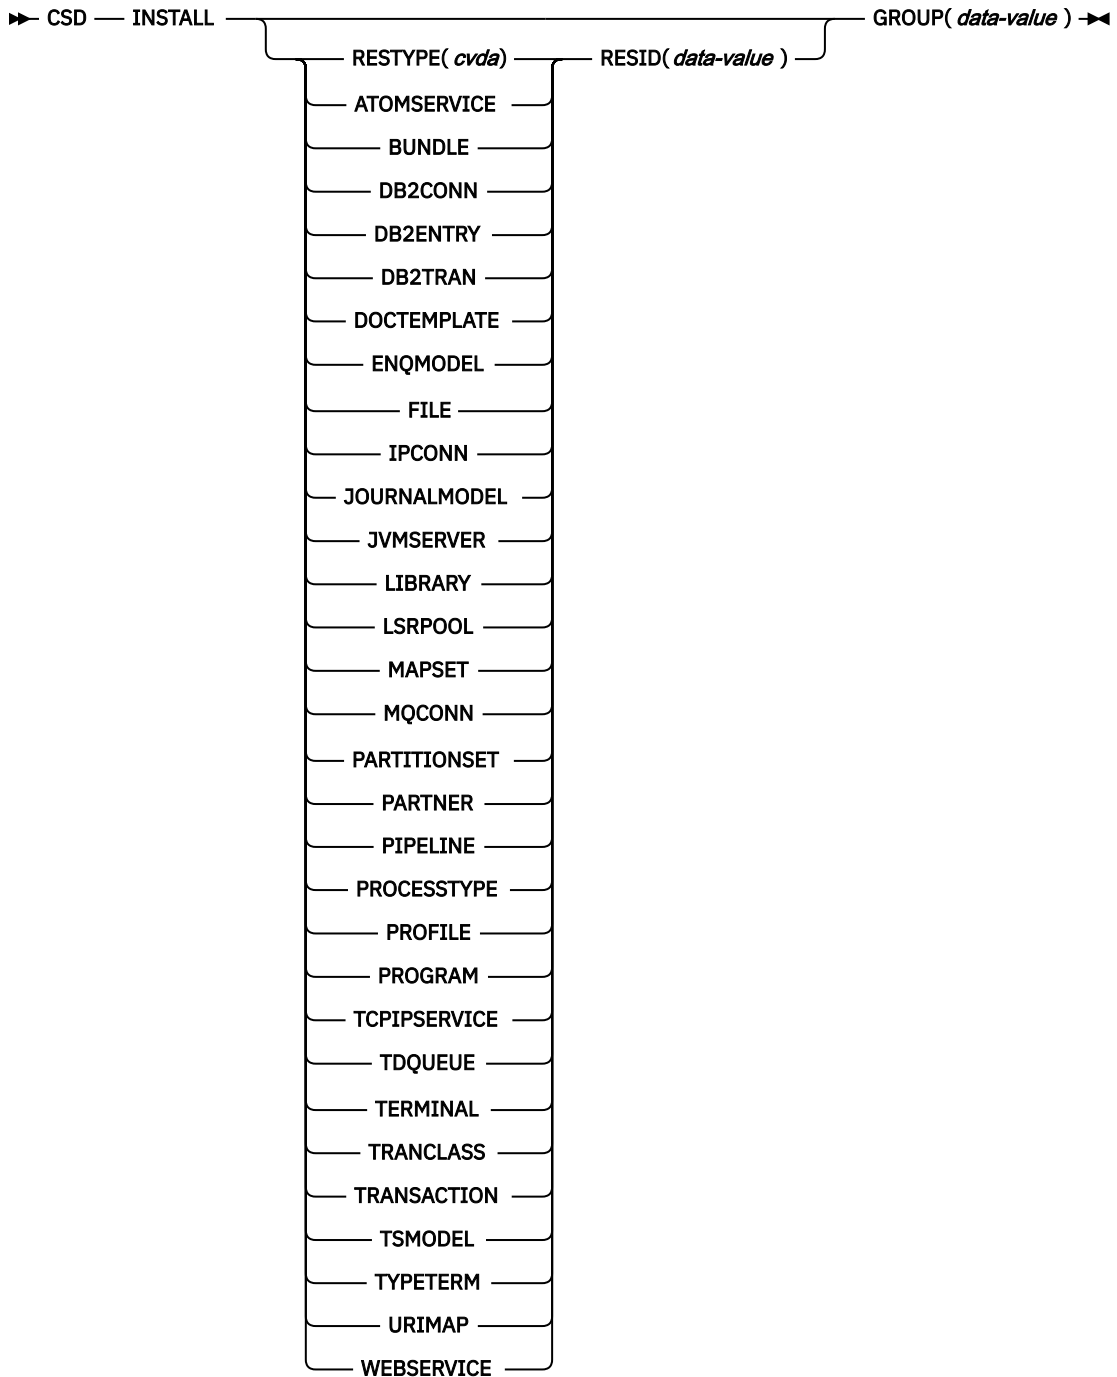 CSD INSTALL GROUP( data-value )
RESTYPE( cvda) RESID( data-value )
ATOMSERVICE
BUNDLE
DB2CONN
DB2ENTRY
DB2TRAN
DOCTEMPLATE
ENQMODEL
FILE
IPCONN
JOURNALMODEL
JVMSERVER
LIBRARY
LSRPOOL
MAPSET
MQCONN
PARTITIONSET
PARTNER
PIPELINE
PROCESSTYPE
PROFILE
PROGRAM
TCPIPSERVICE
TDQUEUE
TERMINAL
TRANCLASS
TRANSACTION
TSMODEL
TYPETERM
URIMAP
WEBSERVICE